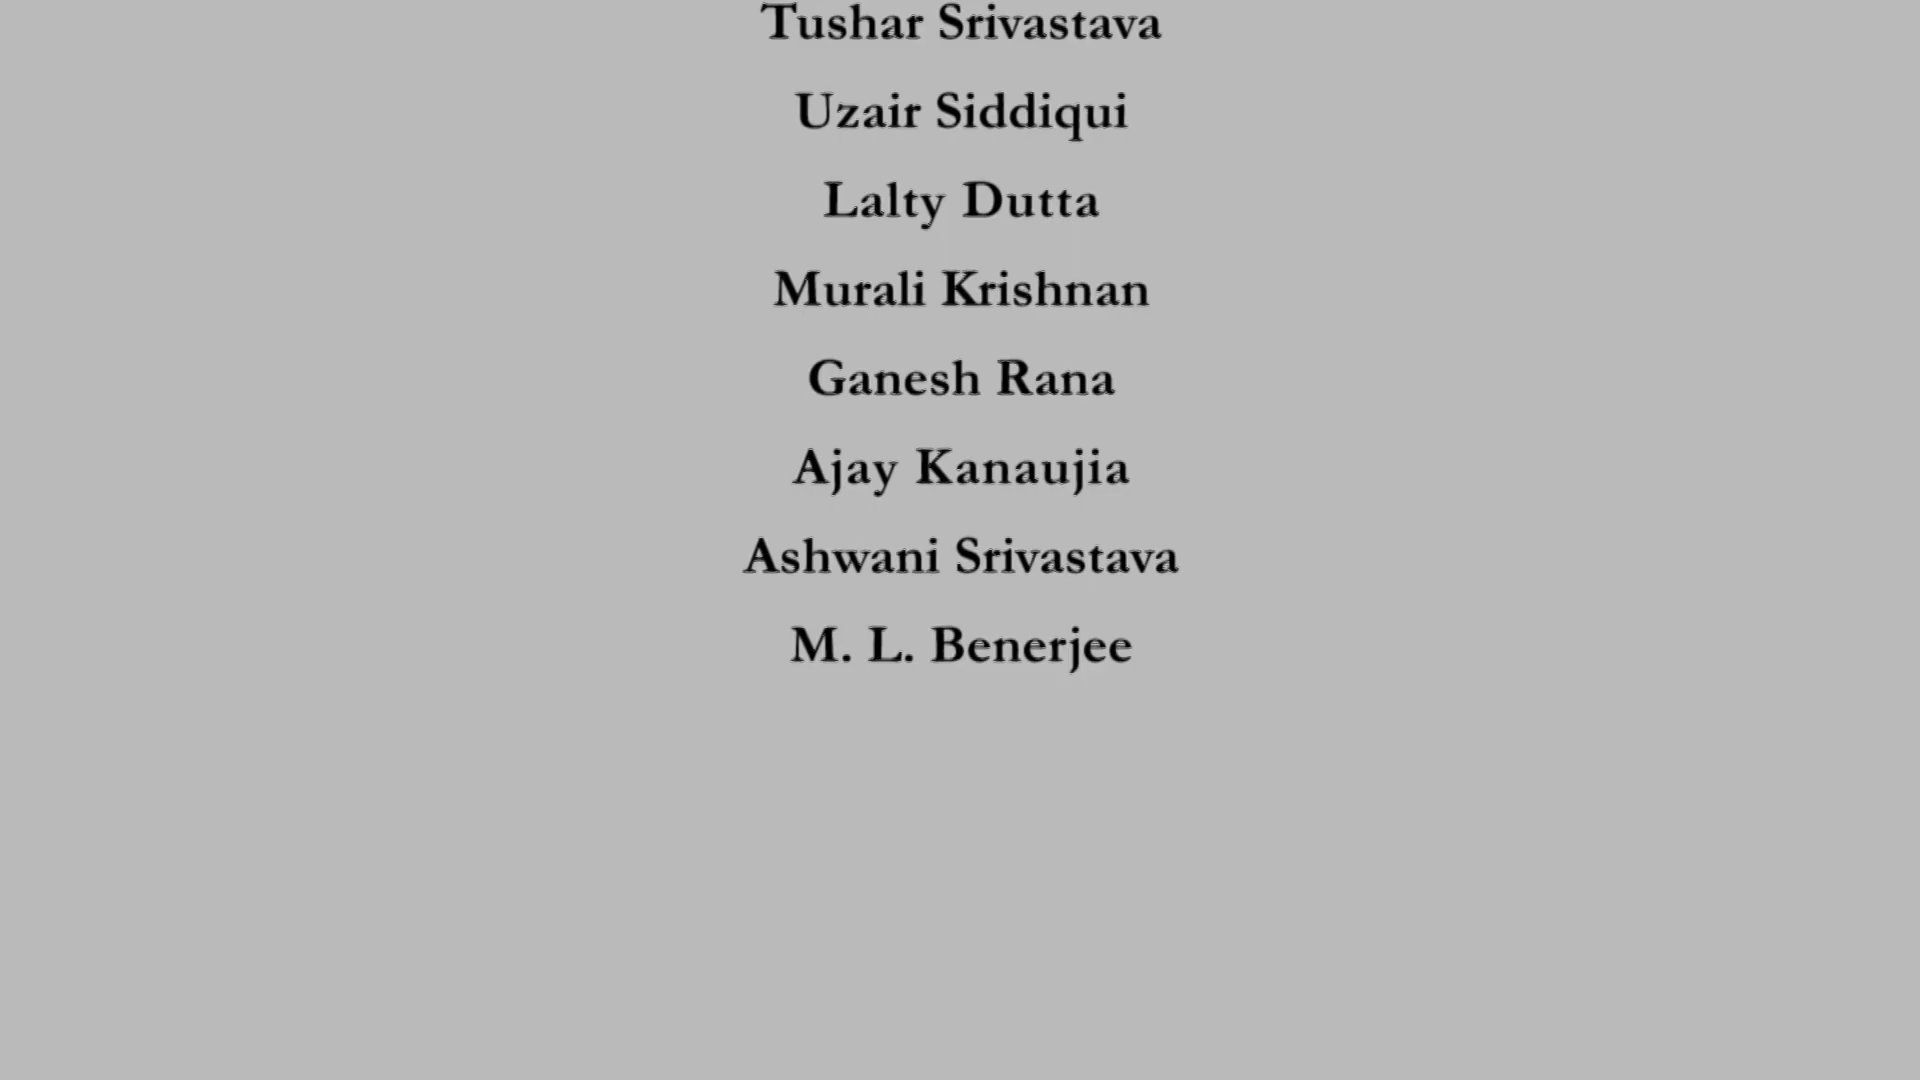 Tushar Srivastava
Uzair Siddiqui
Lalty Dutta
Murali Krishnan
Ganesh Rana
Ajay Kanaujia
Ashwani Srivastava
M. L. Benerjee